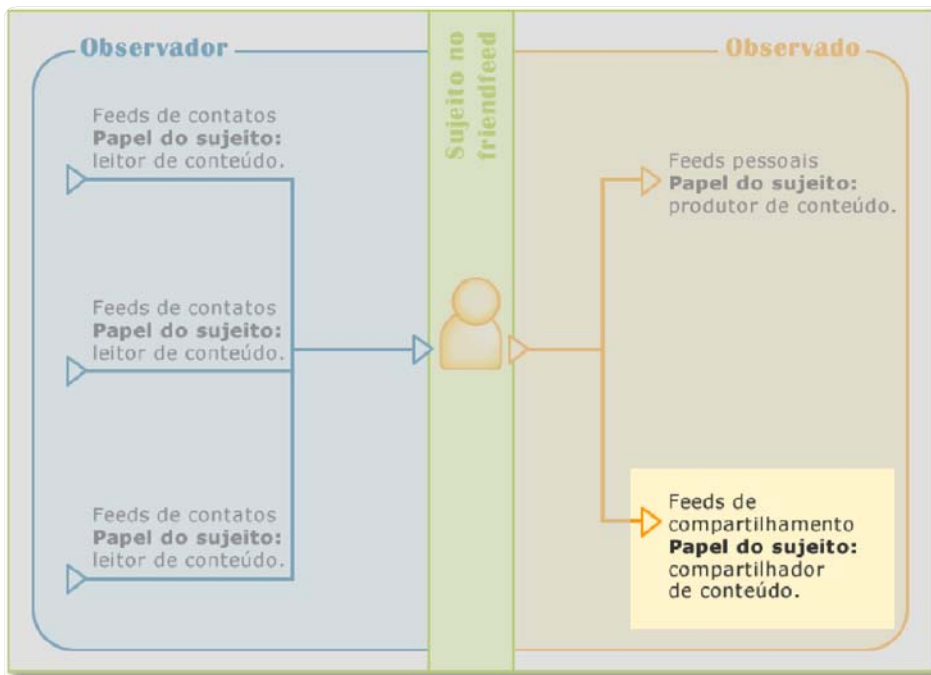 Observador
Feeds de contatos
Papel do sujeito:
leitor de conteúdo.
Feeds de contatos
Papel do sujeito:
leitor de conteúdo.
Feeds de contatos
Papel do sujeito:
leitor de conteúdo.
Sujeito no
friendfeed
Observado
Feeds pessoais
Papel do sujeito:
produtor de conteúdo.
Feeds de
compartilhamento
Papel do sujeito:
compartilhador
de conteúdo.